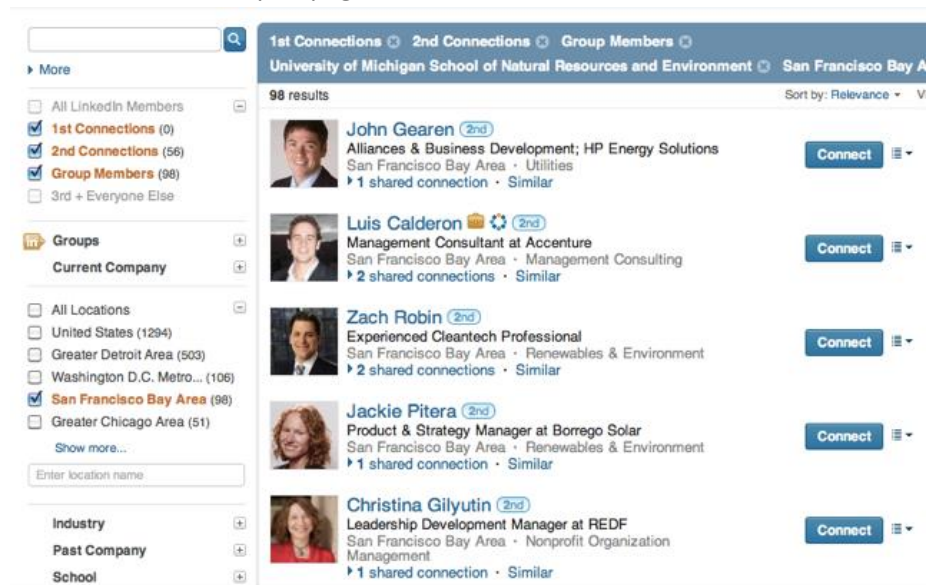 More
All LinkedIn Members
1st Connections (0)
2nd Connections (56)
Group Members (98)
3rd + Everyone Else
Groups
Current Company
All Locations
United States (1294)
Greater Detroit Area (503)
Washington D.C. Metro... (106)
San Francisco Bay Area (98)
Greater Chicago Area (51)
Show more...
Enter location name
Industry
Past Company
School
1st Connections 2nd Connections Group Members
University of Michigan School of Natural Resources and Environment San Francisco Bay A
98 results Sort by: Relevance
John Gearen 2nd
Alliances & Business Development; HP Energy Solutions
San Francisco Bay Area · Utilities
1 shared connection · Similar
Connect
Luis Calderon in 2nd
Management Consultant at Accenture
San Francisco Bay Area · Management Consulting
2 shared connections · Similar
Connect
Zach Robin 2nd
Experienced Cleantech Professional
San Francisco Bay Area · Renewables & Environment
2 shared connections · Similar
Connect
Jackie Pitera 2nd
Product & Strategy Manager at Borrego Solar
San Francisco Bay Area · Renewables & Environment
1 shared connection · Similar
Connect
Christina Gilyutin 2nd
Leadership Development Manager at REDF
San Francisco Bay Area · Nonprofit Organization
Management
1 shared connection · Similar
Connect